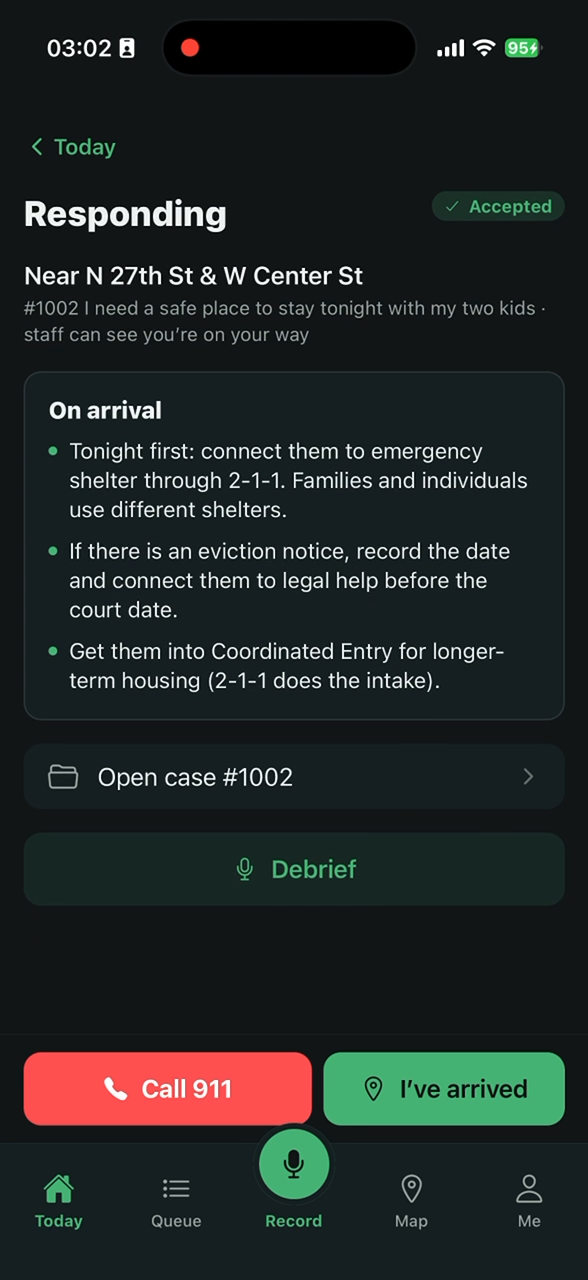 03:02
95
Today
Responding
Accepted
Near N 27th St & W Center St
#1002 I need a safe place to stay tonight with my two kids ·
staff can see you’re on your way
On arrival
Tonight first: connect them to emergency
shelter through 2-1-1. Families and individuals
use different shelters.
If there is an eviction notice, record the date
and connect them to legal help before the
court date.
Get them into Coordinated Entry for longer-
term housing (2-1-1 does the intake).
Open case #1002
Debrief
Call 911
I’ve arrived
Today
Queue
Record
Map
Me